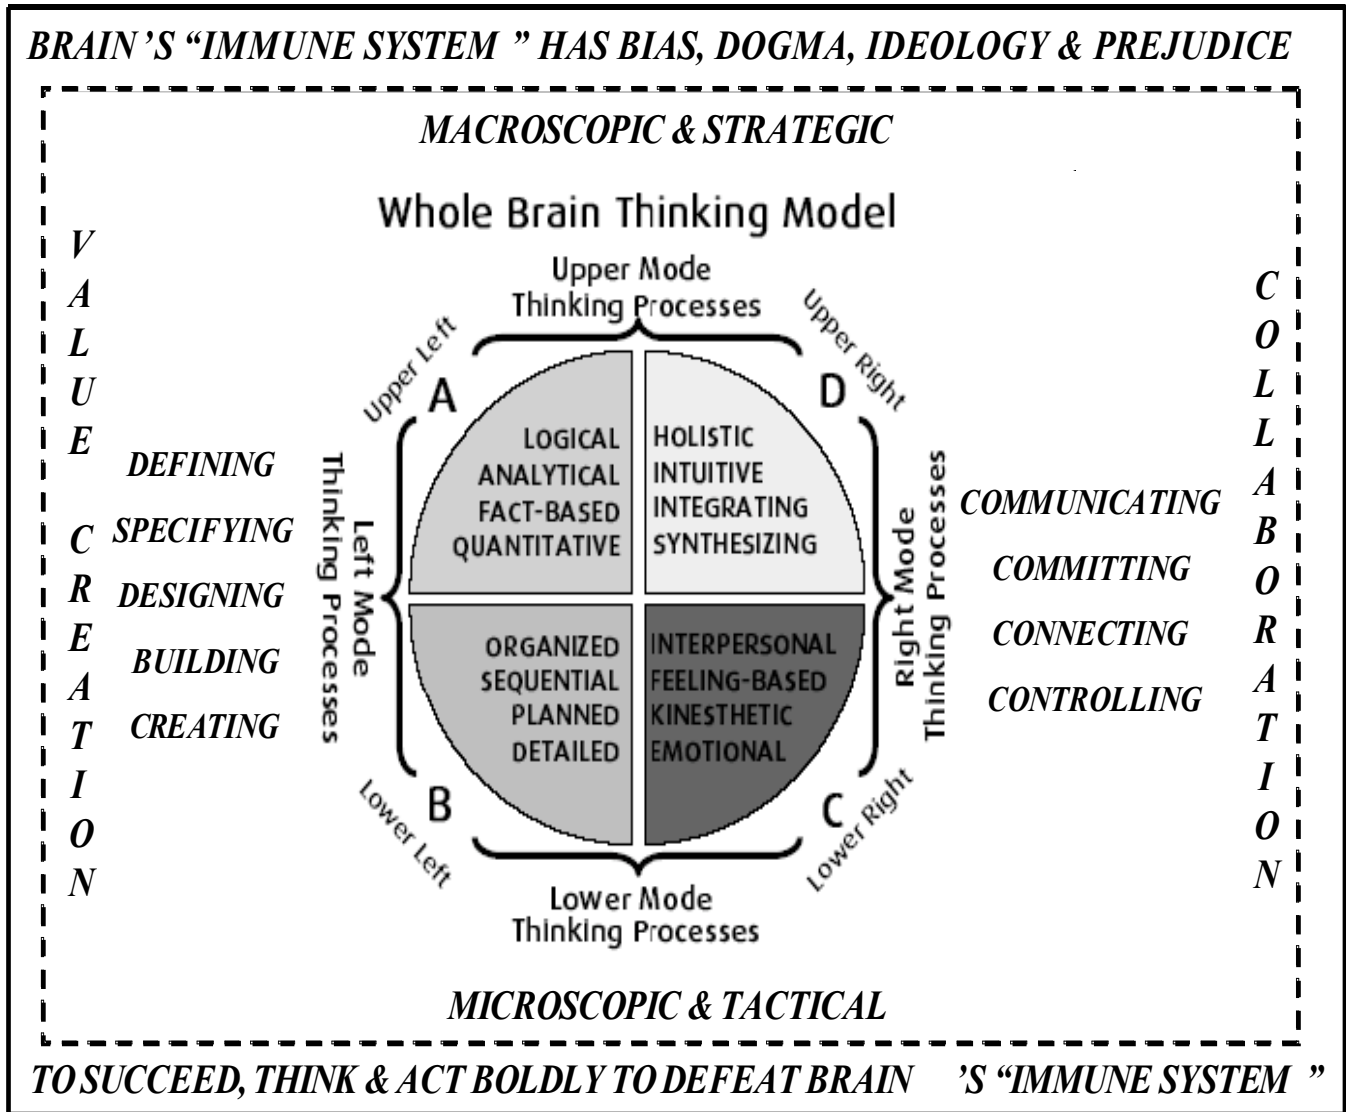 BRAIN'S “IMMUNE SYSTEM ” HAS BIAS, DOGMA, IDEOLOGY & PREJUDICE
MACROSCOPIC & STRATEGIC
Whole Brain Thinking Model
Upper Mode
Thinking Processes
Upper Left
A
Upper Right
D
VALUE CREATION
DEFINING
SPECIFYING
DESIGNING
BUILDING
CREATING
Left Mode
Thinking Processes
LOGICAL
ANALYTICAL
FACT-BASED
QUANTITATIVE
HOLISTIC
INTUITIVE
INTEGRATING
SYNTHESIZING
ORGANIZED
SEQUENTIAL
PLANNED
DETAILED
INTERPERSONAL
FEELING-BASED
KINESTHETIC
EMOTIONAL
Right Mode
Thinking Processes
COMMUNICATING
COMMITTING
CONNECTING
CONTROLLING
COLLABORATION
B
Lower Left
C
Lower Right
Lower Mode
Thinking Processes
MICROSCOPIC & TACTICAL
TO SUCCEED, THINK & ACT BOLDLY TO DEFEAT BRAIN 'S “IMMUNE SYSTEM ”